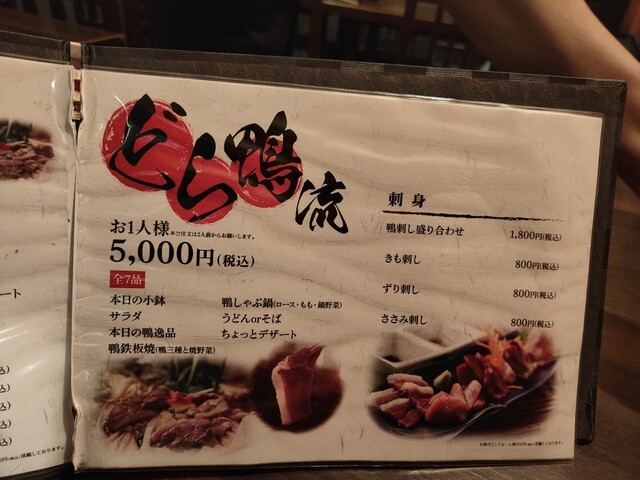 どら鴨流
お1人様 ※ご注文は2人前からお願いします。
5,000円(税込)
全7品
本日の小鉢
サラダ
本日の鴨逸品
鴨鉄板焼(鴨三種と焼野菜)
鴨しゃぶ鍋(ロース・もも・鍋野菜)
うどんorそば
ちょっとデザート
刺身
鴨刺し盛り合わせ 1,800円(税込)
きも刺し 800円(税込)
ずり刺し 800円(税込)
ささみ刺し 800円(税込)
ート